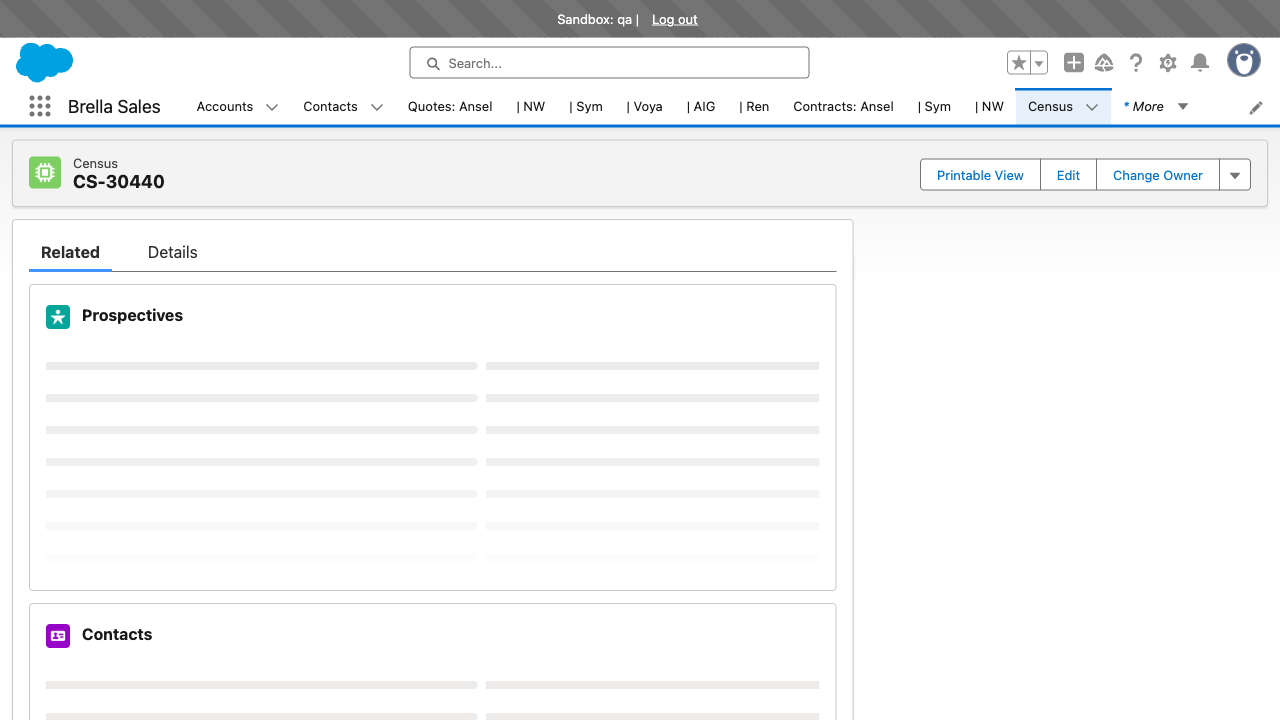 Sandbox: qa | Log out
Search...
Brella Sales
Accounts
Contacts
Quotes: Ansel
| NW
| Sym
| Voya
| AIG
| Ren
Contracts: Ansel
| Sym
| NW
Census
* More
Census
CS-30440
Printable View
Edit
Change Owner
Related
Details
Prospectives
Contacts